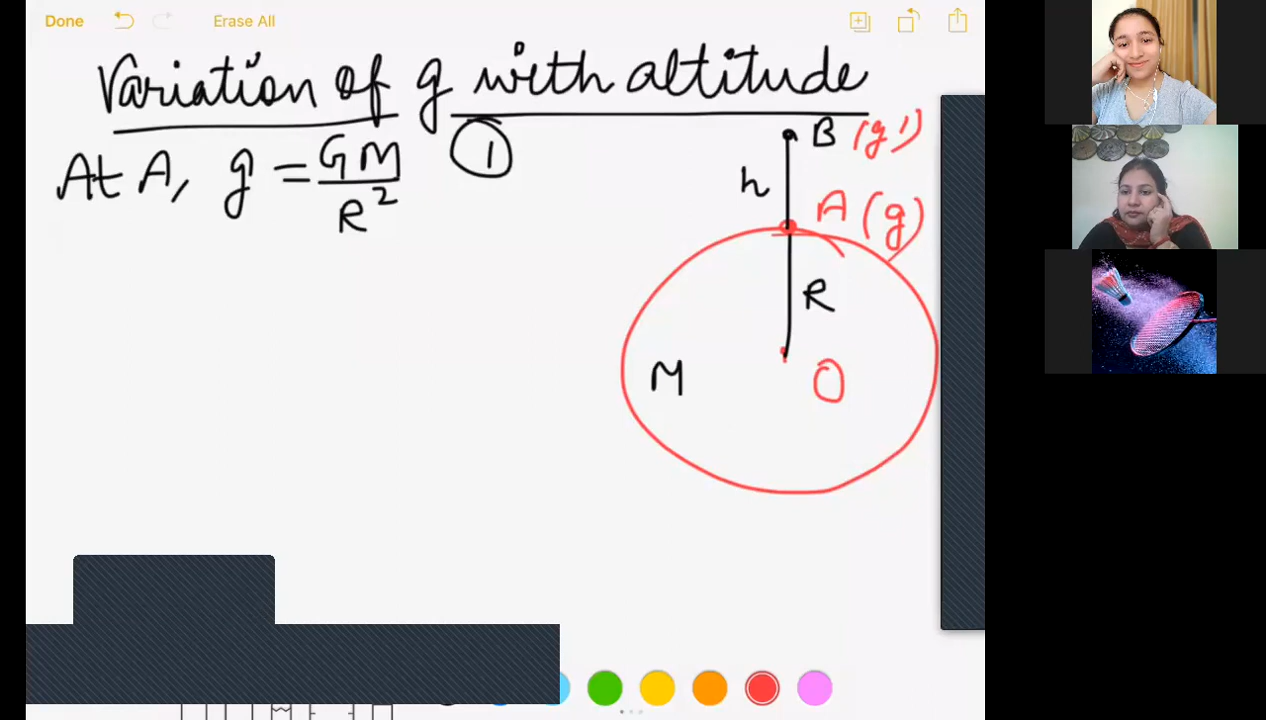 Done Erase All
Variation of g with altitude
At A, g = GM/R² ①
B (g')
h
A (g)
R
M
O